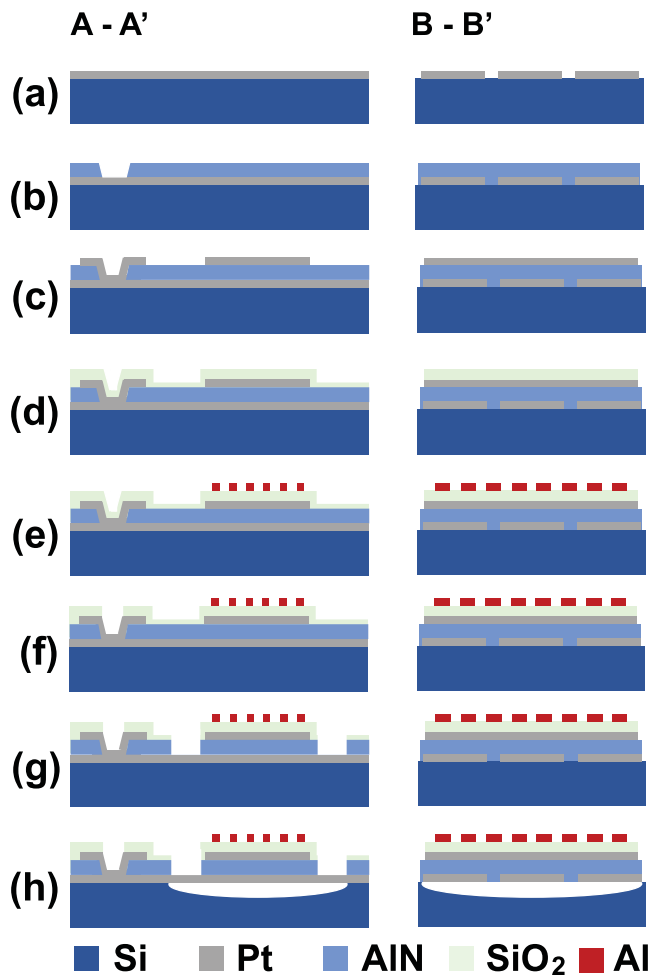 A - A’ B - B’
(a)
(b)
(c)
(d)
(e)
(f)
(g)
(h)
Si Pt AlN SiO₂ Al